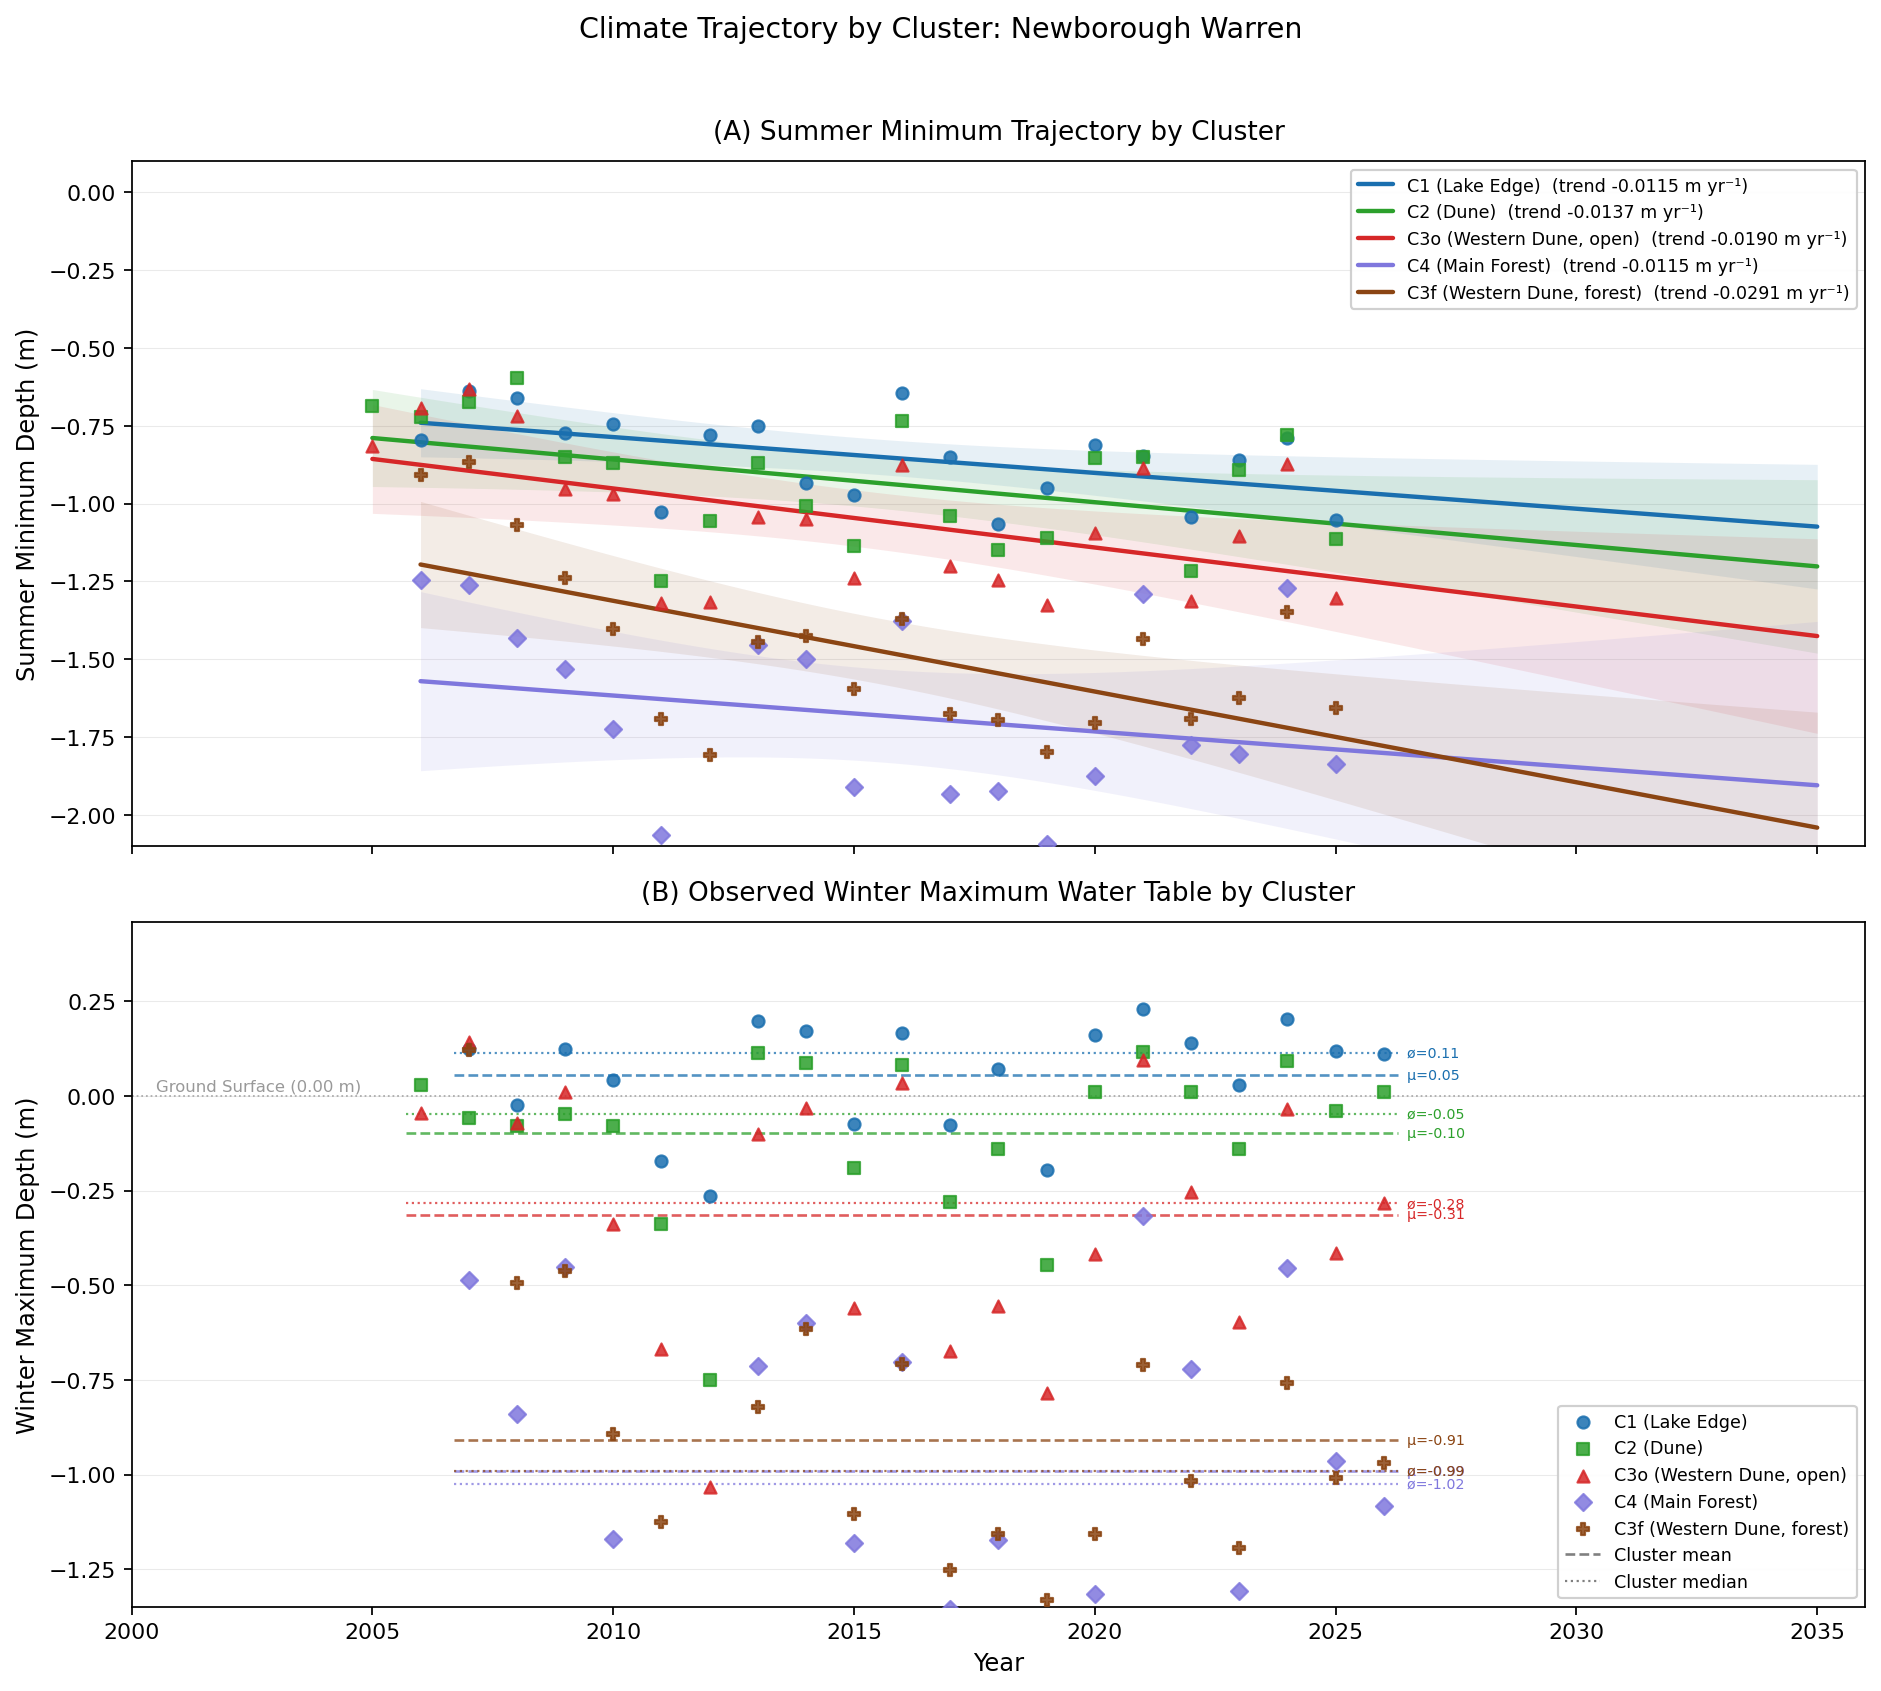 Climate Trajectory by Cluster: Newborough Warren
(A) Summer Minimum Trajectory by Cluster
Summer Minimum Depth (m)
0.00
−0.25
−0.50
−0.75
−1.00
−1.25
−1.50
−1.75
−2.00
C1 (Lake Edge)  (trend -0.0115 m yr⁻¹)
C2 (Dune)  (trend -0.0137 m yr⁻¹)
C3o (Western Dune, open)  (trend -0.0190 m yr⁻¹)
C4 (Main Forest)  (trend -0.0115 m yr⁻¹)
C3f (Western Dune, forest)  (trend -0.0291 m yr⁻¹)
(B) Observed Winter Maximum Water Table by Cluster
Winter Maximum Depth (m)
0.25
0.00
−0.25
−0.50
−0.75
−1.00
−1.25
Ground Surface (0.00 m)
ø=0.11
μ=0.05
ø=-0.05
μ=-0.10
ø=-0.28
μ=-0.31
μ=-0.91
ø=-0.99
ø=-1.02
C1 (Lake Edge)
C2 (Dune)
C3o (Western Dune, open)
C4 (Main Forest)
C3f (Western Dune, forest)
Cluster mean
Cluster median
2000 2005 2010 2015 2020 2025 2030 2035
Year